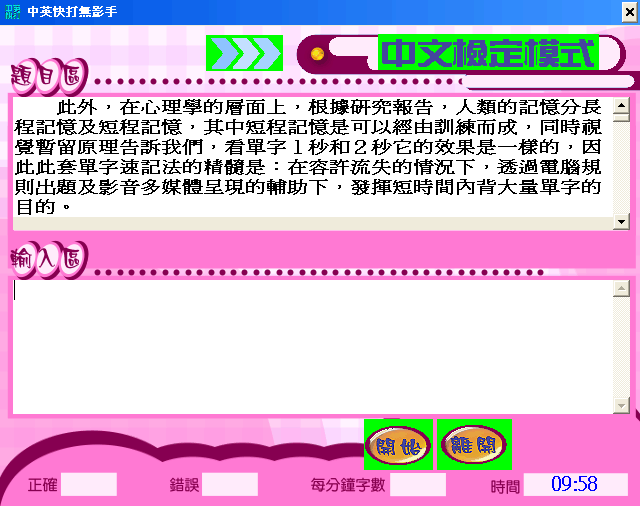 中英快打無影手
中文檢定模式
題目區
此外，在心理學的層面上，根據研究報告，人類的記憶分長
程記憶及短程記憶，其中短程記憶是可以經由訓練而成，同時視
覺暫留原理告訴我們，看單字１秒和２秒它的效果是一樣的，因
此此套單字速記法的精髓是：在容許流失的情況下，透過電腦規
則出題及影音多媒體呈現的輔助下，發揮短時間內背大量單字的
目的。
輸入區
開始 離開
正確 錯誤 每分鐘字數 時間 09:58